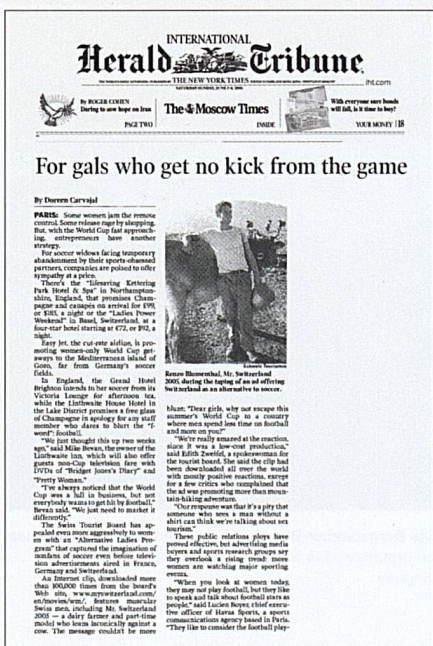 INTERNATIONAL
Herald Tribune
THE NEW YORK TIMES
iht.com
SATURDAY-SUNDAY, JUNE 3-4, 2006
By ROGER COHEN
Daring to sow hope on Iran
PAGE TWO
The Moscow Times
INSIDE
With everyone sure bonds
will fall, is it time to buy?
YOUR MONEY | 18
For gals who get no kick from the game
By Doreen Carvajal
PARIS: Some women jam the remote
control. Some release rage by shopping.
But, with the World Cup fast approach-
ing, entrepreneurs have another
strategy.
For soccer widows facing temporary
abandonment by their sports-obsessed
partners, companies are poised to offer
sympathy at a price.
There's the "Lifesaving Kettering
Park Hotel & Spa" in Northampton-
shire, England, that promises Cham-
pagne and canapés on arrival for £99,
or $185, a night or the "Ladies Power
Weekend" in Basel, Switzerland, at a
four-star hotel starting at €72, or $92, a
night.
Easy Jet, the cut-rate airline, is pro-
moting women-only World Cup get-
aways to the Mediterranean island of
Gozo, far from Germany's soccer
fields.
In England, the Grand Hotel
Brighton intends to bar soccer from its
Victoria Lounge for afternoon tea,
while the Linthwaite House Hotel in
the Lake District promises a free glass
of Champagne in apology for any staff
member who dares to blurt the "f-
word": football.
"We just thought this up two weeks
ago," said Mike Bevan, the owner of the
Linthwaite inn, which will also offer
guests non-Cup television fare with
DVDs of "Bridget Jones's Diary" and
"Pretty Woman."
"I've always noticed that the World
Cup was a lull in business, but not
everybody wants to get hit by football,"
Bevan said. "We just need to market it
differently."
The Swiss Tourist Board has ap-
pealed even more aggressively to wom-
en with an "Alternative Ladies Pro-
gram" that captured the imagination of
lands of soccer even before televi-
sion advertisements aired in France,
Germany and Switzerland.
An Internet clip, downloaded more
than 100,000 times from the board's
Web site, www.myswitzerland.com/
en/movies/wm/, features muscular
Swiss men, including Mr. Switzerland
2005 — a dairy farmer and part-time
model who leans laconically against a
cow. The message couldn't be more
Schweiz Tourismus
Renzo Blumenthal, Mr. Switzerland
2005, during the taping of an ad offering
Switzerland as an alternative to soccer.
blunt: "Dear girls, why not escape this
summer's World Cup to a country
where men spend less time on football
and more on you?"
"We're really amazed at the reaction,
since it was a low-cost production,"
said Edith Zweifel, a spokeswoman for
the tourist board. She said the clip had
been downloaded all over the world
with mostly positive reactions, except
for a few critics who complained that
the ad was promoting more than moun-
tain-hiking adventure.
"Our response was that it's a pity that
someone who sees a man without a
shirt can think we're talking about sex
tourism."
These public relations ploys have
proved effective, but advertising media
buyers and sports research groups say
they overlook a rising trend: more
women are watching major sporting
events.
"When you look at women today,
they may not play football, but they like
to speak and talk about football stars as
people," said Lucien Boyer, chief execu-
tive officer of Havas Sports, a sports
communications agency based in Paris.
"They like to consider the football play-